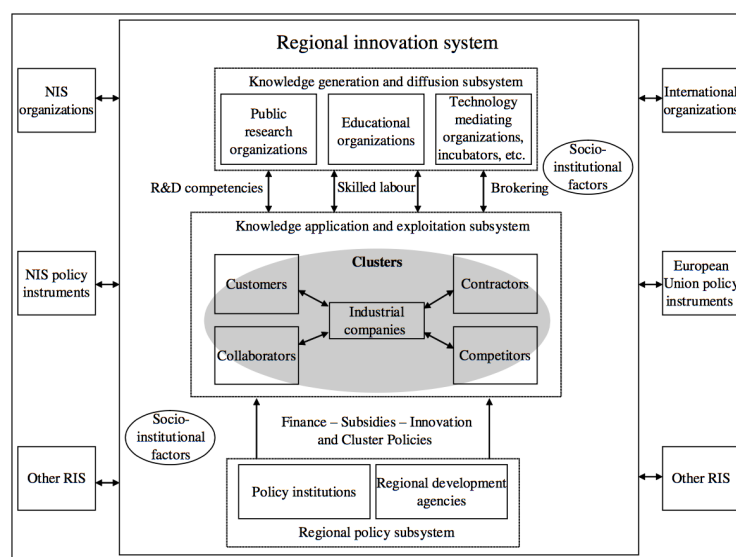 Regional innovation system
NIS
organizations
Knowledge generation and diffusion subsystem
Public
research
organizations
Educational
organizations
Technology
mediating
organizations,
incubators, etc.
International
organizations
Socio-
institutional
factors
R&D competencies
Skilled labour
Brokering
Knowledge application and exploitation subsystem
NIS policy
instruments
Clusters
Customers
Contractors
Industrial
companies
Collaborators
Competitors
European
Union policy
instruments
Socio-
institutional
factors
Finance – Subsidies – Innovation
and Cluster Policies
Other RIS
Policy institutions
Regional development
agencies
Regional policy subsystem
Other RIS